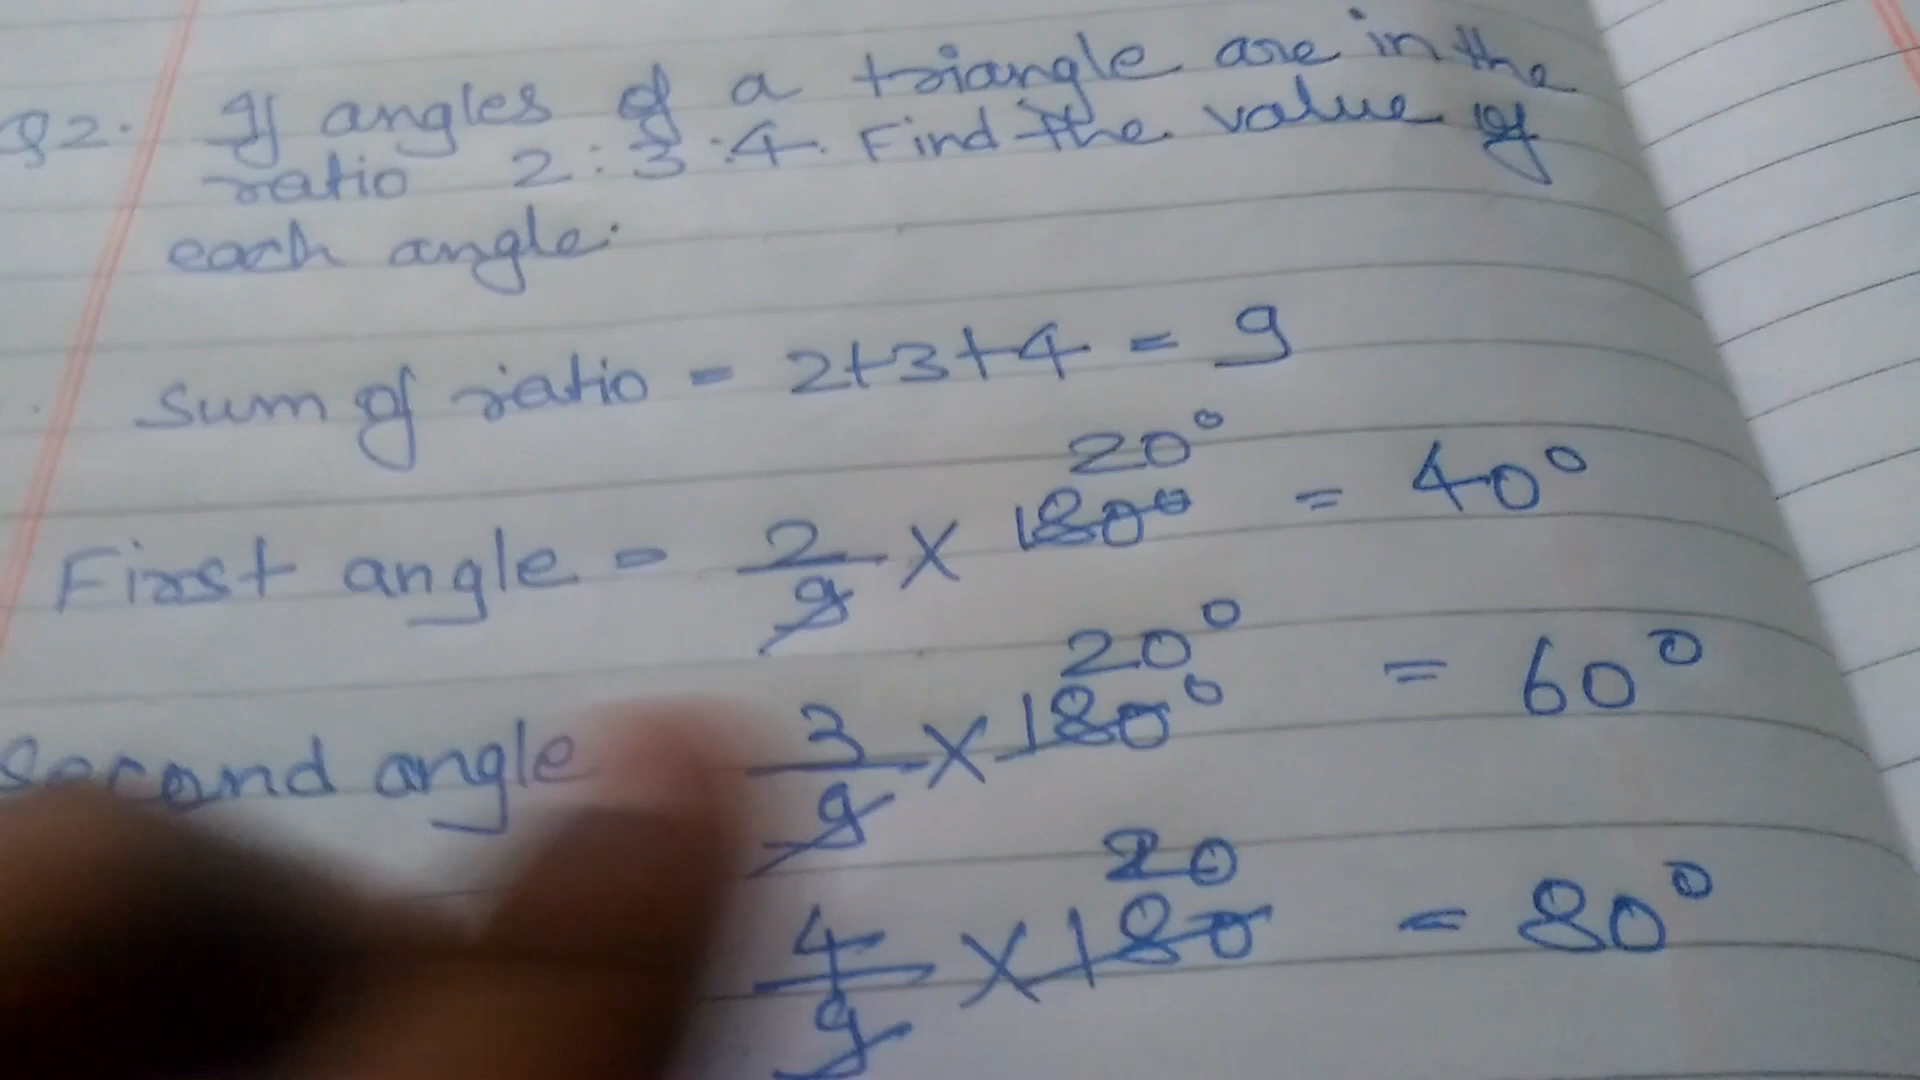 Q2. If angles of a triangle are in the
ratio 2:3:4. Find the value of
each angle.
Sum of ratio = 2+3+4 = 9
20°
First angle = 2/9 × 180° = 40°
20°
Second angle 3/9 × 180° = 60°
20
4/9 × 180 = 80°